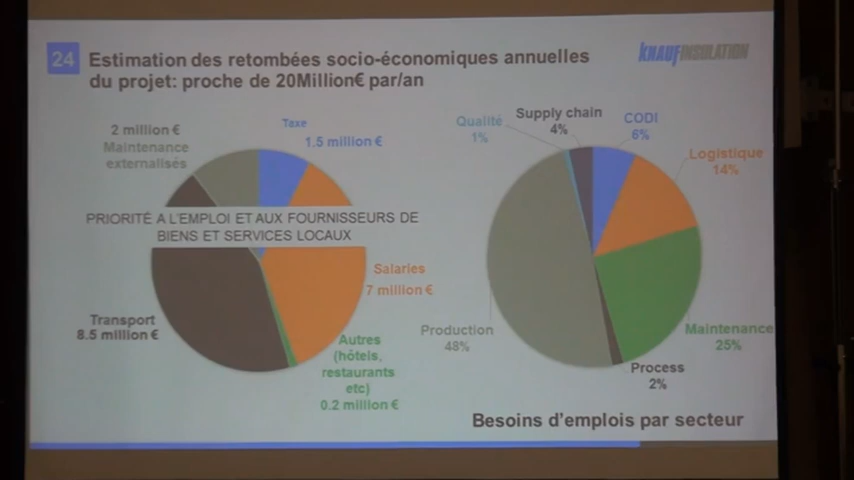 24
Estimation des retombées socio-économiques annuelles
du projet: proche de 20Million€ par/an
KNAUFINSULATION
2 million €
Maintenance
externalisés
Taxe
1.5 million €
PRIORITÉ A L'EMPLOI ET AUX FOURNISSEURS DE
BIENS ET SERVICES LOCAUX
Salaries
7 million €
Transport
8.5 million €
Autres
(hôtels,
restaurants
etc)
0.2 million €
Qualité
1%
Supply chain
4%
CODI
6%
Logistique
14%
Production
48%
Maintenance
25%
Process
2%
Besoins d'emplois par secteur